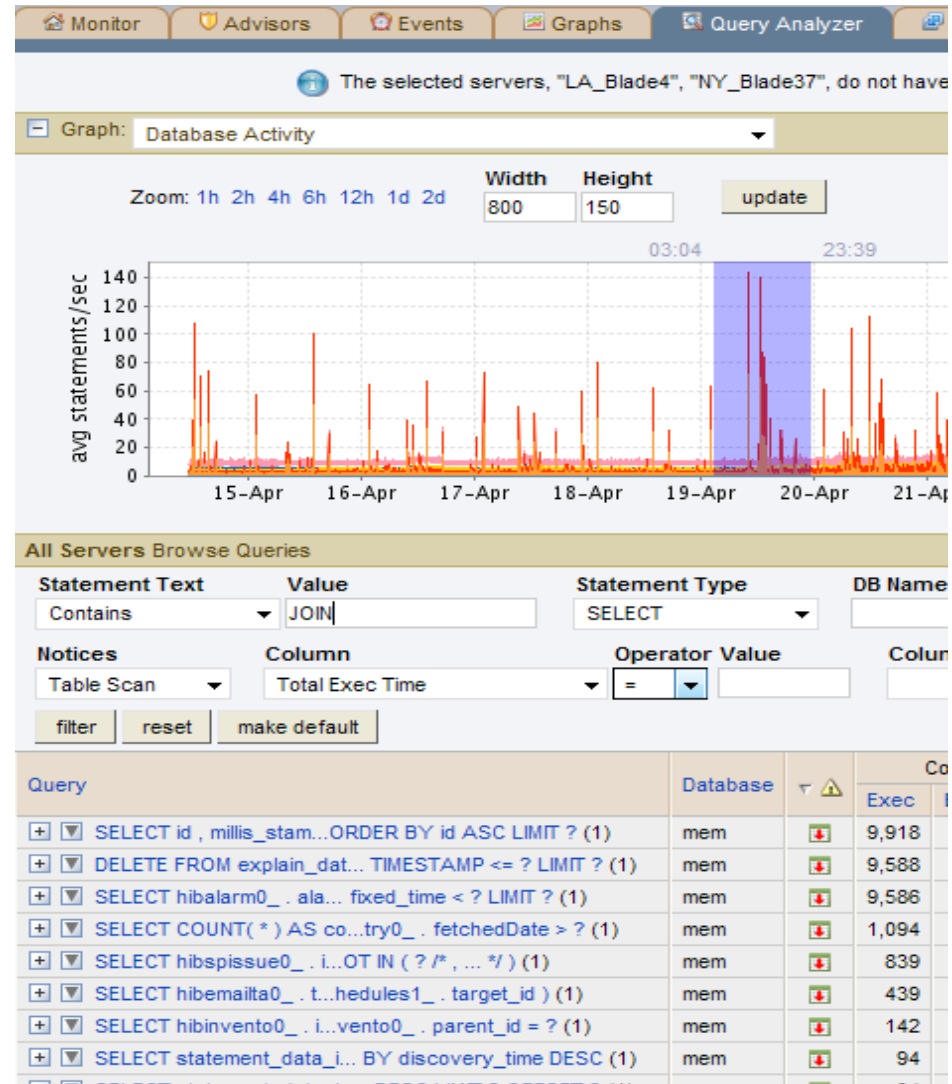 Monitor Advisors Events Graphs Query Analyzer
The selected servers, "LA_Blade4", "NY_Blade37", do not have
Graph: Database Activity
Width Height
Zoom: 1h 2h 4h 6h 12h 1d 2d 800 150 update
03:04 23:39
avg statements/sec
140
120
100
80
60
40
20
0
15-Apr 16-Apr 17-Apr 18-Apr 19-Apr 20-Apr 21-Ap
All Servers Browse Queries
Statement Text Value Statement Type DB Name
Contains JOIN SELECT
Notices Column Operator Value Colum
Table Scan Total Exec Time =
filter reset make default
Query Database Co
Exec
SELECT id , millis_stam...ORDER BY id ASC LIMIT ? (1) mem 9,918
DELETE FROM explain_dat... TIMESTAMP <= ? LIMIT ? (1) mem 9,588
SELECT hibalarm0_ . ala... fixed_time < ? LIMIT ? (1) mem 9,586
SELECT COUNT( * ) AS co...try0_ . fetchedDate > ? (1) mem 1,094
SELECT hibspissue0_ . i...OT IN ( ? /* , ... */ ) (1) mem 839
SELECT hibemailta0_ . t...hedules1_ . target_id ) (1) mem 439
SELECT hibinvento0_ . i...vento0_ . parent_id = ? (1) mem 142
SELECT statement_data_i... BY discovery_time DESC (1) mem 94